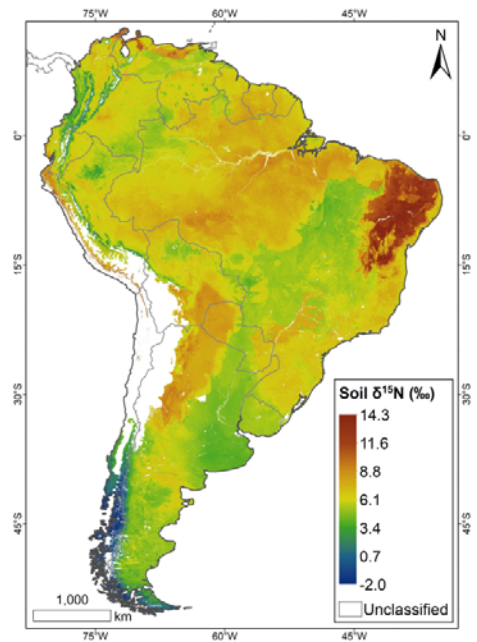 75°W 60°W 45°W
N
0°
0°
15°S
15°S
30°S
30°S
45°S
45°S
Soil δ¹⁵N (‰)
14.3
11.6
8.8
6.1
3.4
0.7
-2.0
Unclassified
1,000
km
75°W 60°W 45°W